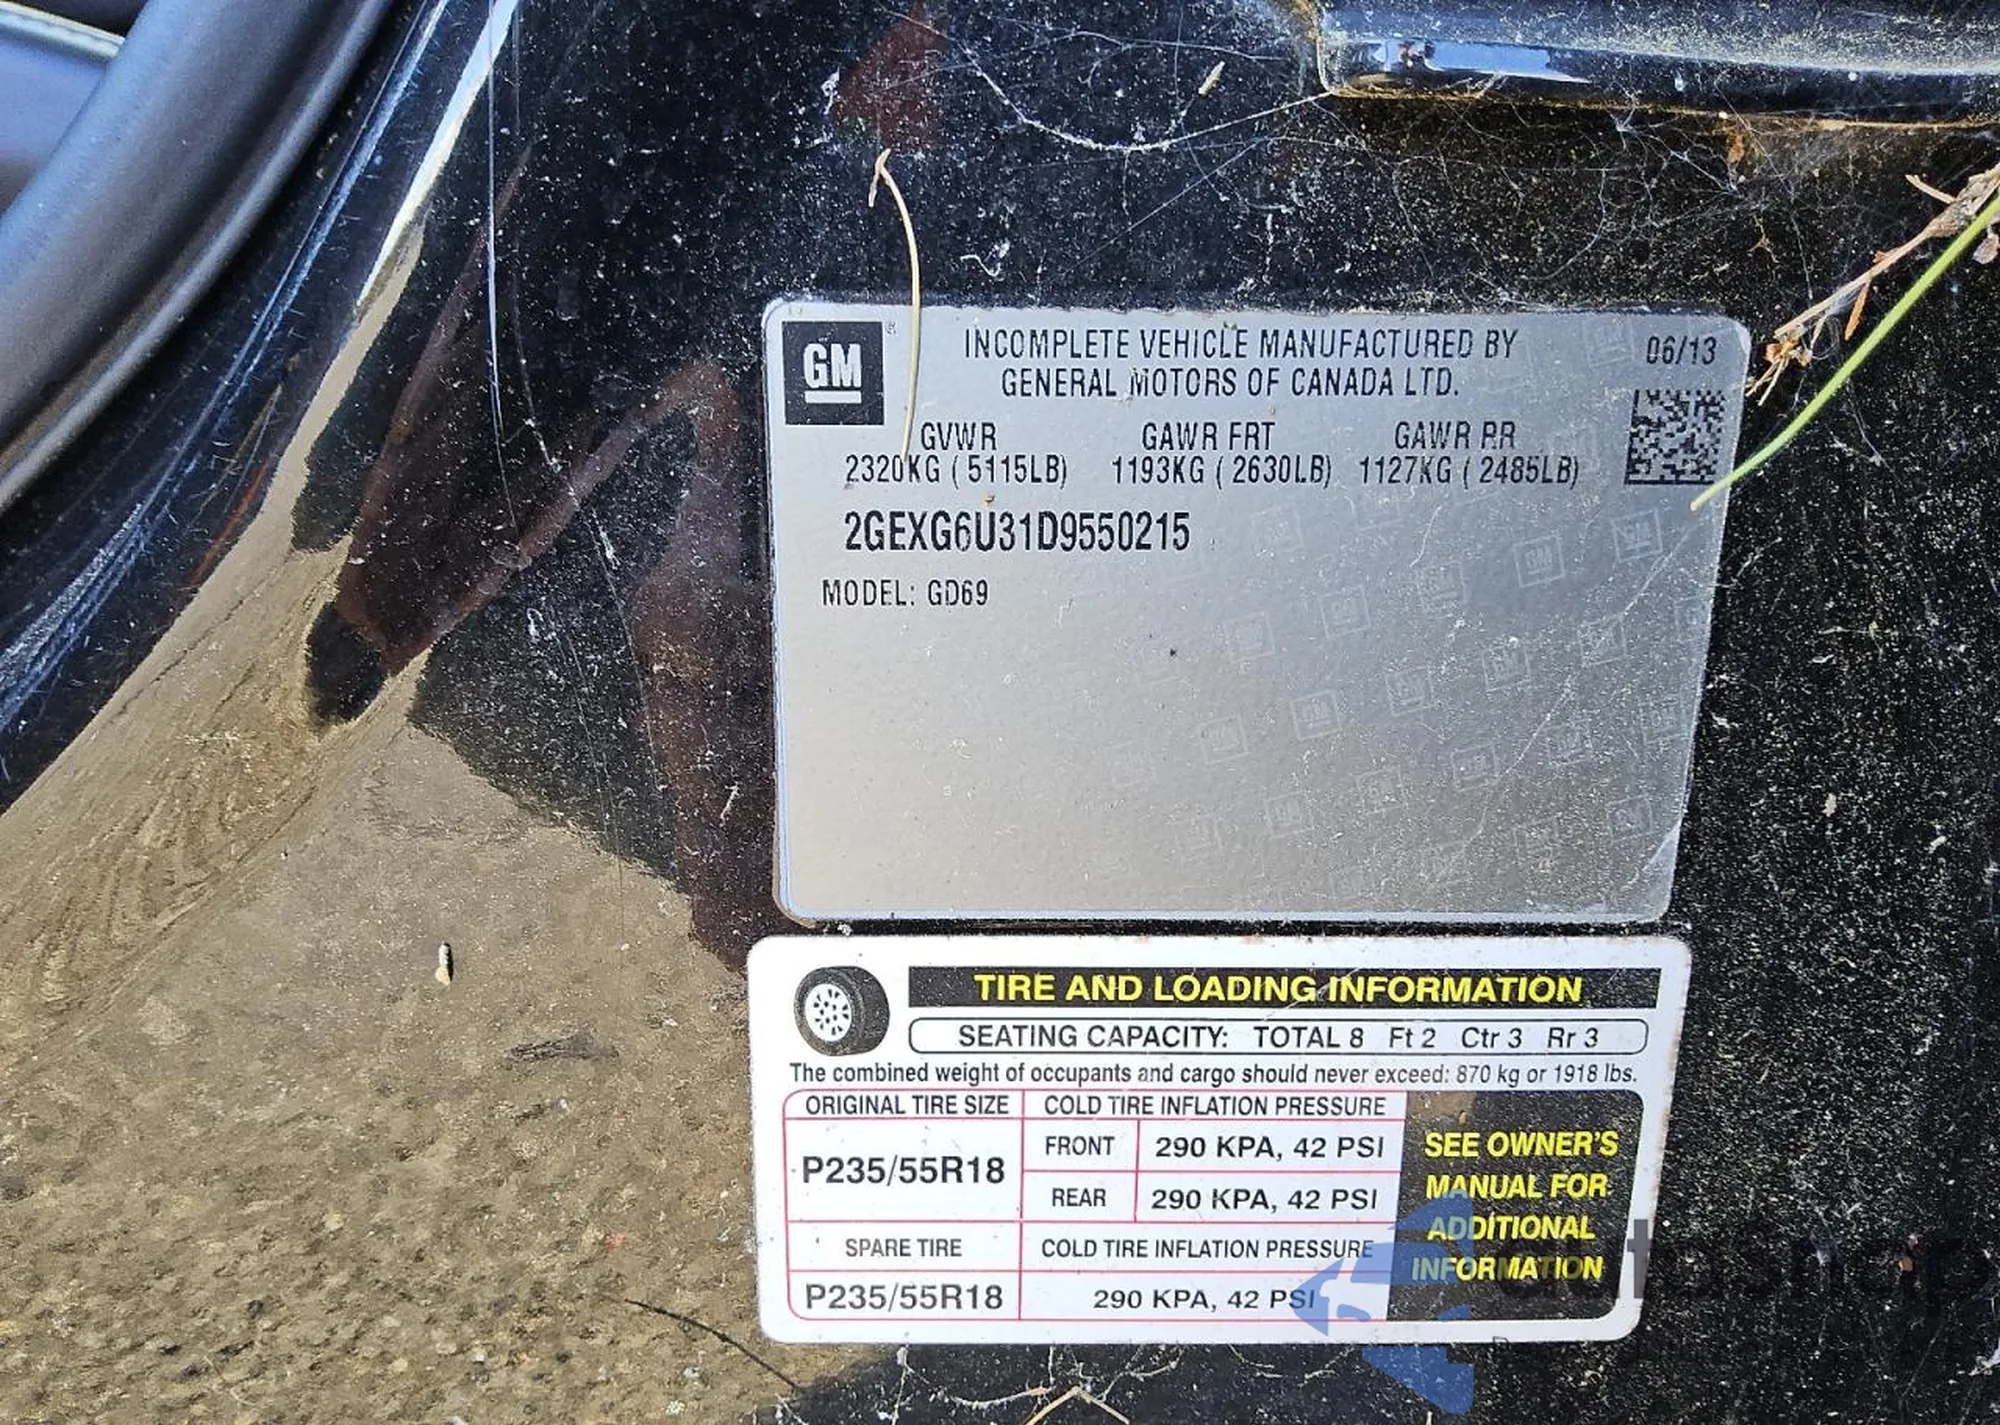 GM
INCOMPLETE VEHICLE MANUFACTURED BY
GENERAL MOTORS OF CANADA LTD.
06/13
GVWR GAWR FRT GAWR RR
2320KG (5115LB) 1193KG (2630LB) 1127KG (2485LB)
2GEXG6U31D9550215
MODEL: GD69
TIRE AND LOADING INFORMATION
SEATING CAPACITY: TOTAL 8 Ft 2 Ctr 3 Rr 3
The combined weight of occupants and cargo should never exceed: 870 kg or 1918 lbs.
ORIGINAL TIRE SIZE COLD TIRE INFLATION PRESSURE
P235/55R18
FRONT 290 KPA, 42 PSI
REAR 290 KPA, 42 PSI
SPARE TIRE COLD TIRE INFLATION PRESSURE
P235/55R18 290 KPA, 42 PSI
SEE OWNER'S
MANUAL FOR
ADDITIONAL
INFORMATION